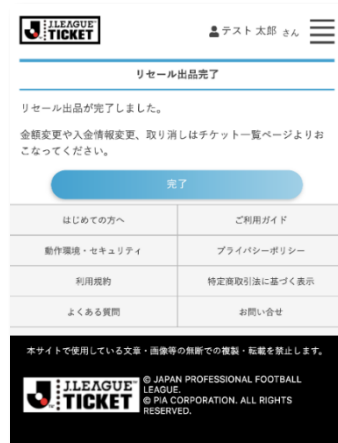 J.LEAGUE
TICKET
テスト 太郎 さん
リセール出品完了
リセール出品が完了しました。
金額変更や入金情報変更、取り消しはチケット一覧ページよりお
こなってください。
完了
はじめての方へ
ご利用ガイド
動作環境・セキュリティ
プライバシーポリシー
利用規約
特定商取引法に基づく表示
よくある質問
お問い合せ
本サイトで使用している文章・画像等の無断での複製・転載を禁止します。
J.LEAGUE
TICKET
© JAPAN PROFESSIONAL FOOTBALL
LEAGUE.
© PIA CORPORATION. ALL RIGHTS
RESERVED.